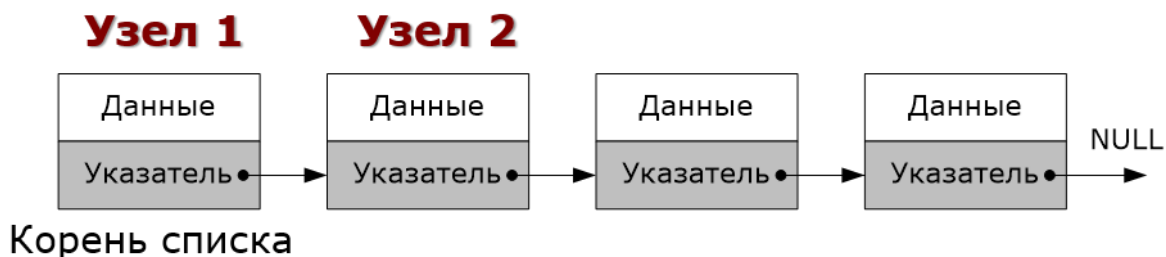 Узел 1 Узел 2
Данные Данные Данные Данные
NULL
Указатель Указатель Указатель Указатель
Корень списка